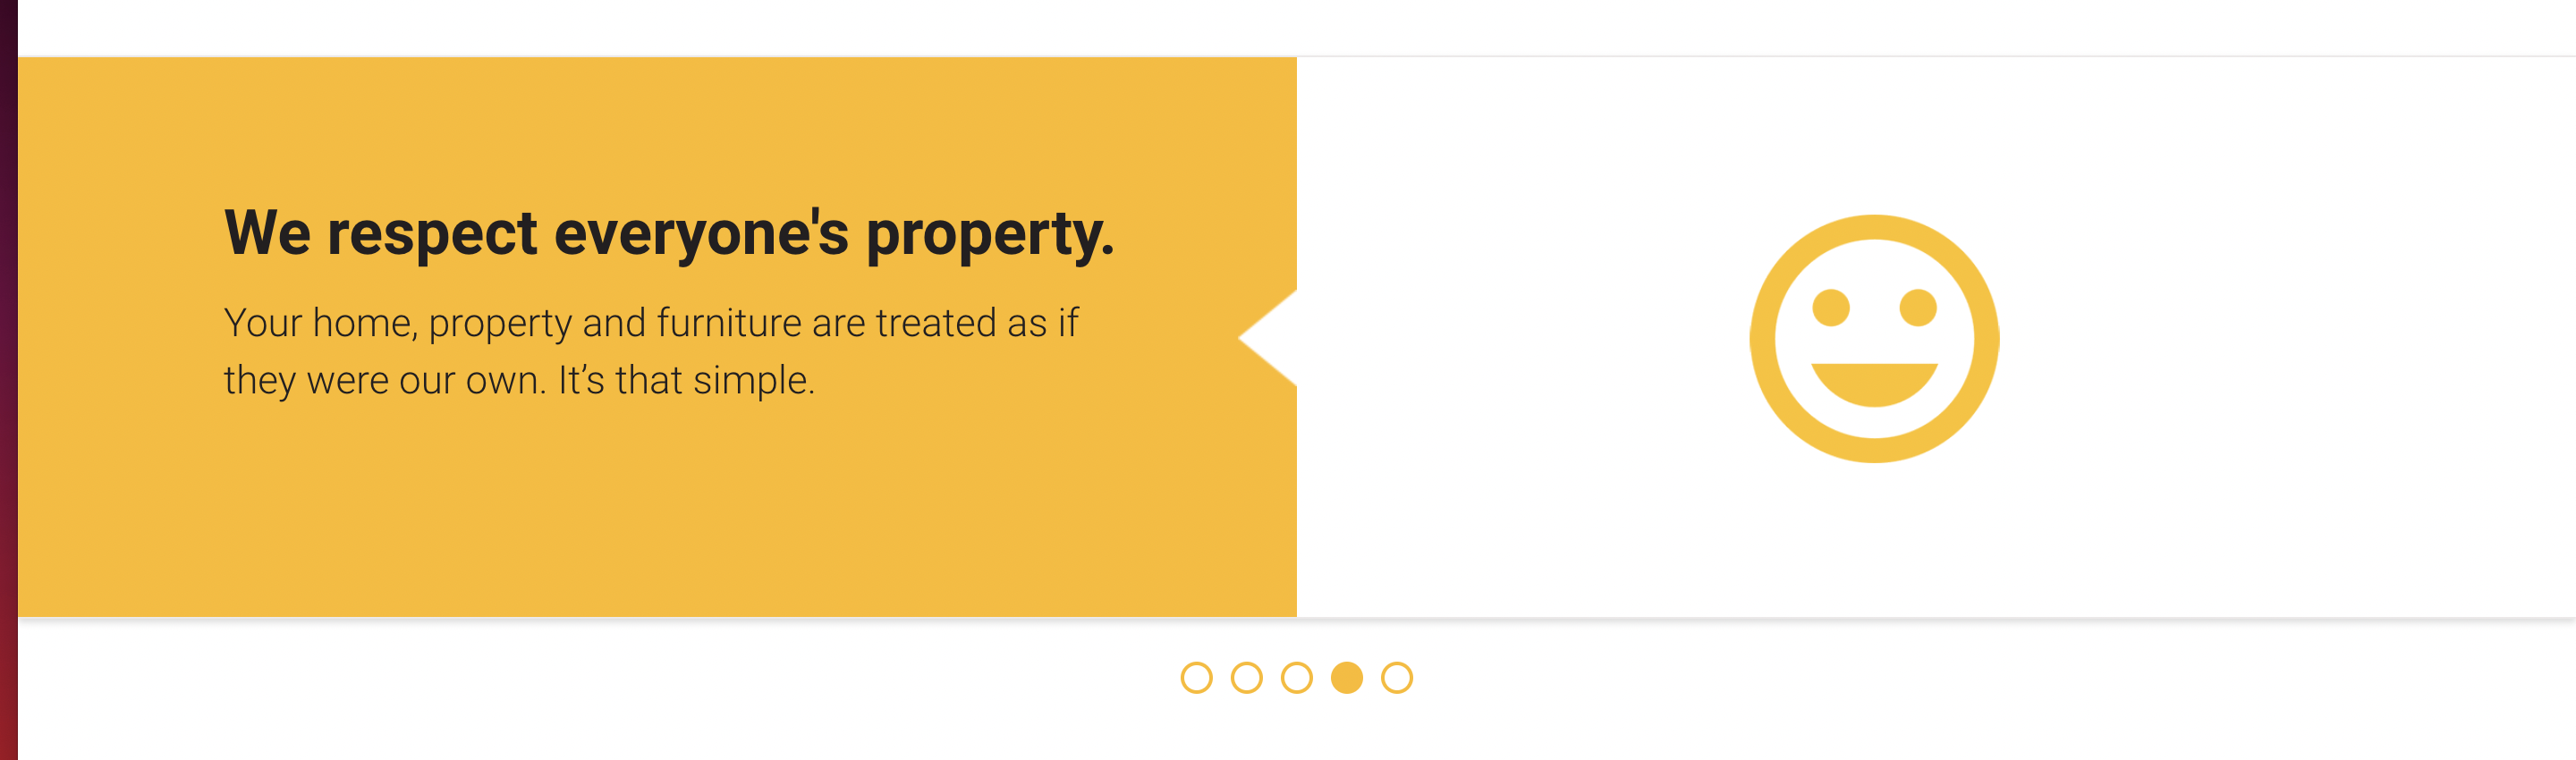 We respect everyone's property.
Your home, property and furniture are treated as if
they were our own. It’s that simple.